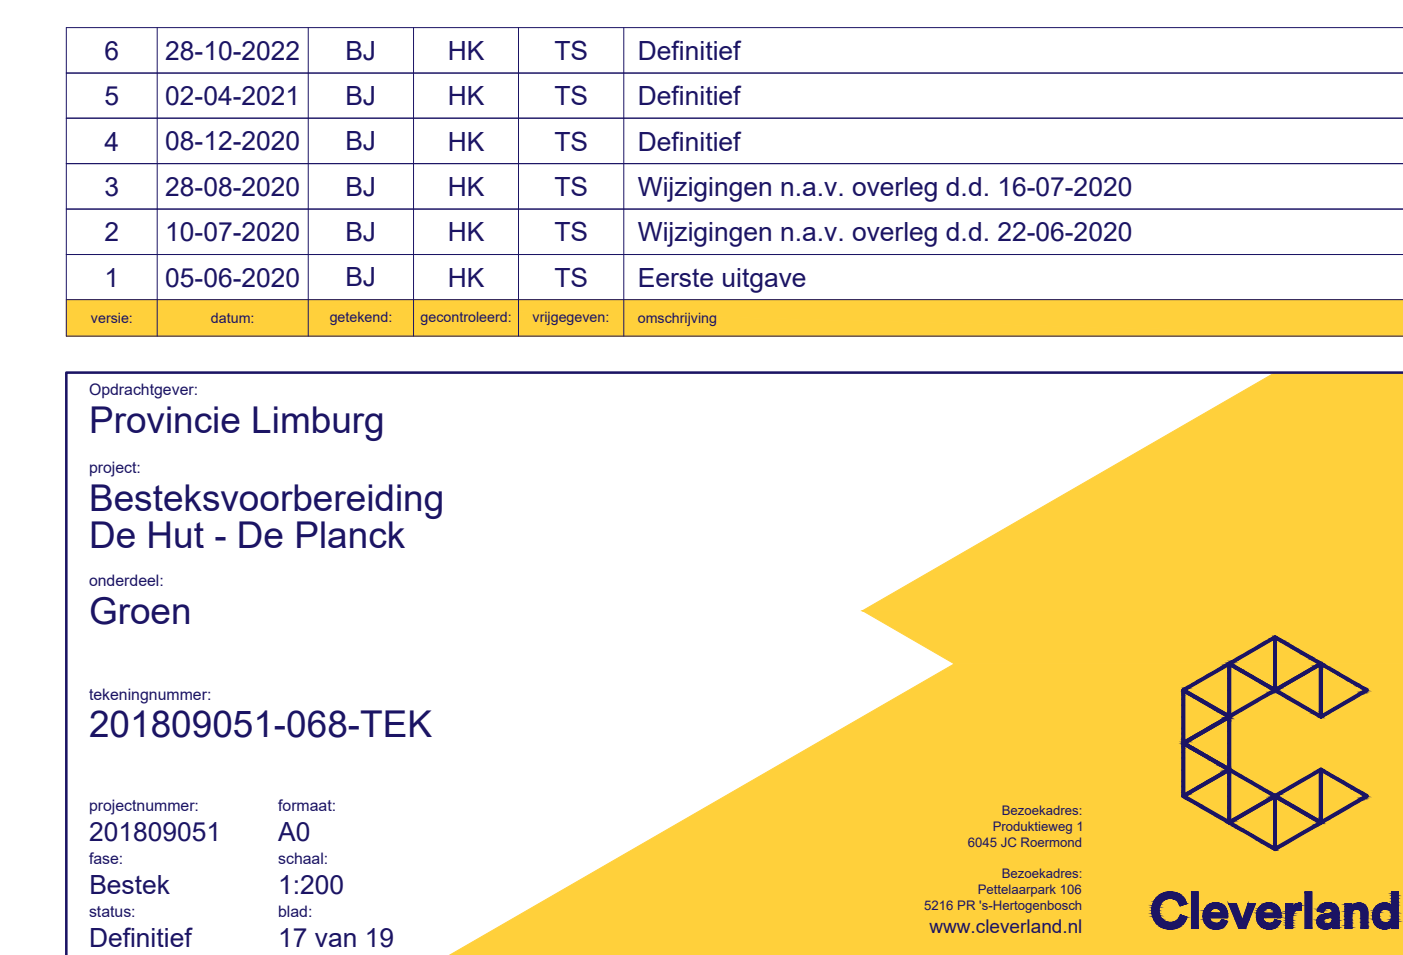 6 28-10-2022 BJ HK TS Definitief
5 02-04-2021 BJ HK TS Definitief
4 08-12-2020 BJ HK TS Definitief
3 28-08-2020 BJ HK TS Wijzigingen n.a.v. overleg d.d. 16-07-2020
2 10-07-2020 BJ HK TS Wijzigingen n.a.v. overleg d.d. 22-06-2020
1 05-06-2020 BJ HK TS Eerste uitgave
versie: datum: getekend: gecontroleerd: vrijgegeven: omschrijving
Opdrachtgever:
Provincie Limburg
project:
Besteksvoorbereiding
De Hut - De Planck
onderdeel:
Groen
tekeningnummer:
201809051-068-TEK
projectnummer: formaat:
201809051 A0
fase: schaal:
Bestek 1:200
status: blad:
Definitief 17 van 19
Bezoekadres:
Produktieweg 1
6045 JC Roermond
Bezoekadres:
Pettelaarpark 106
5216 PR 's-Hertogenbosch
www.cleverland.nl
Cleverland